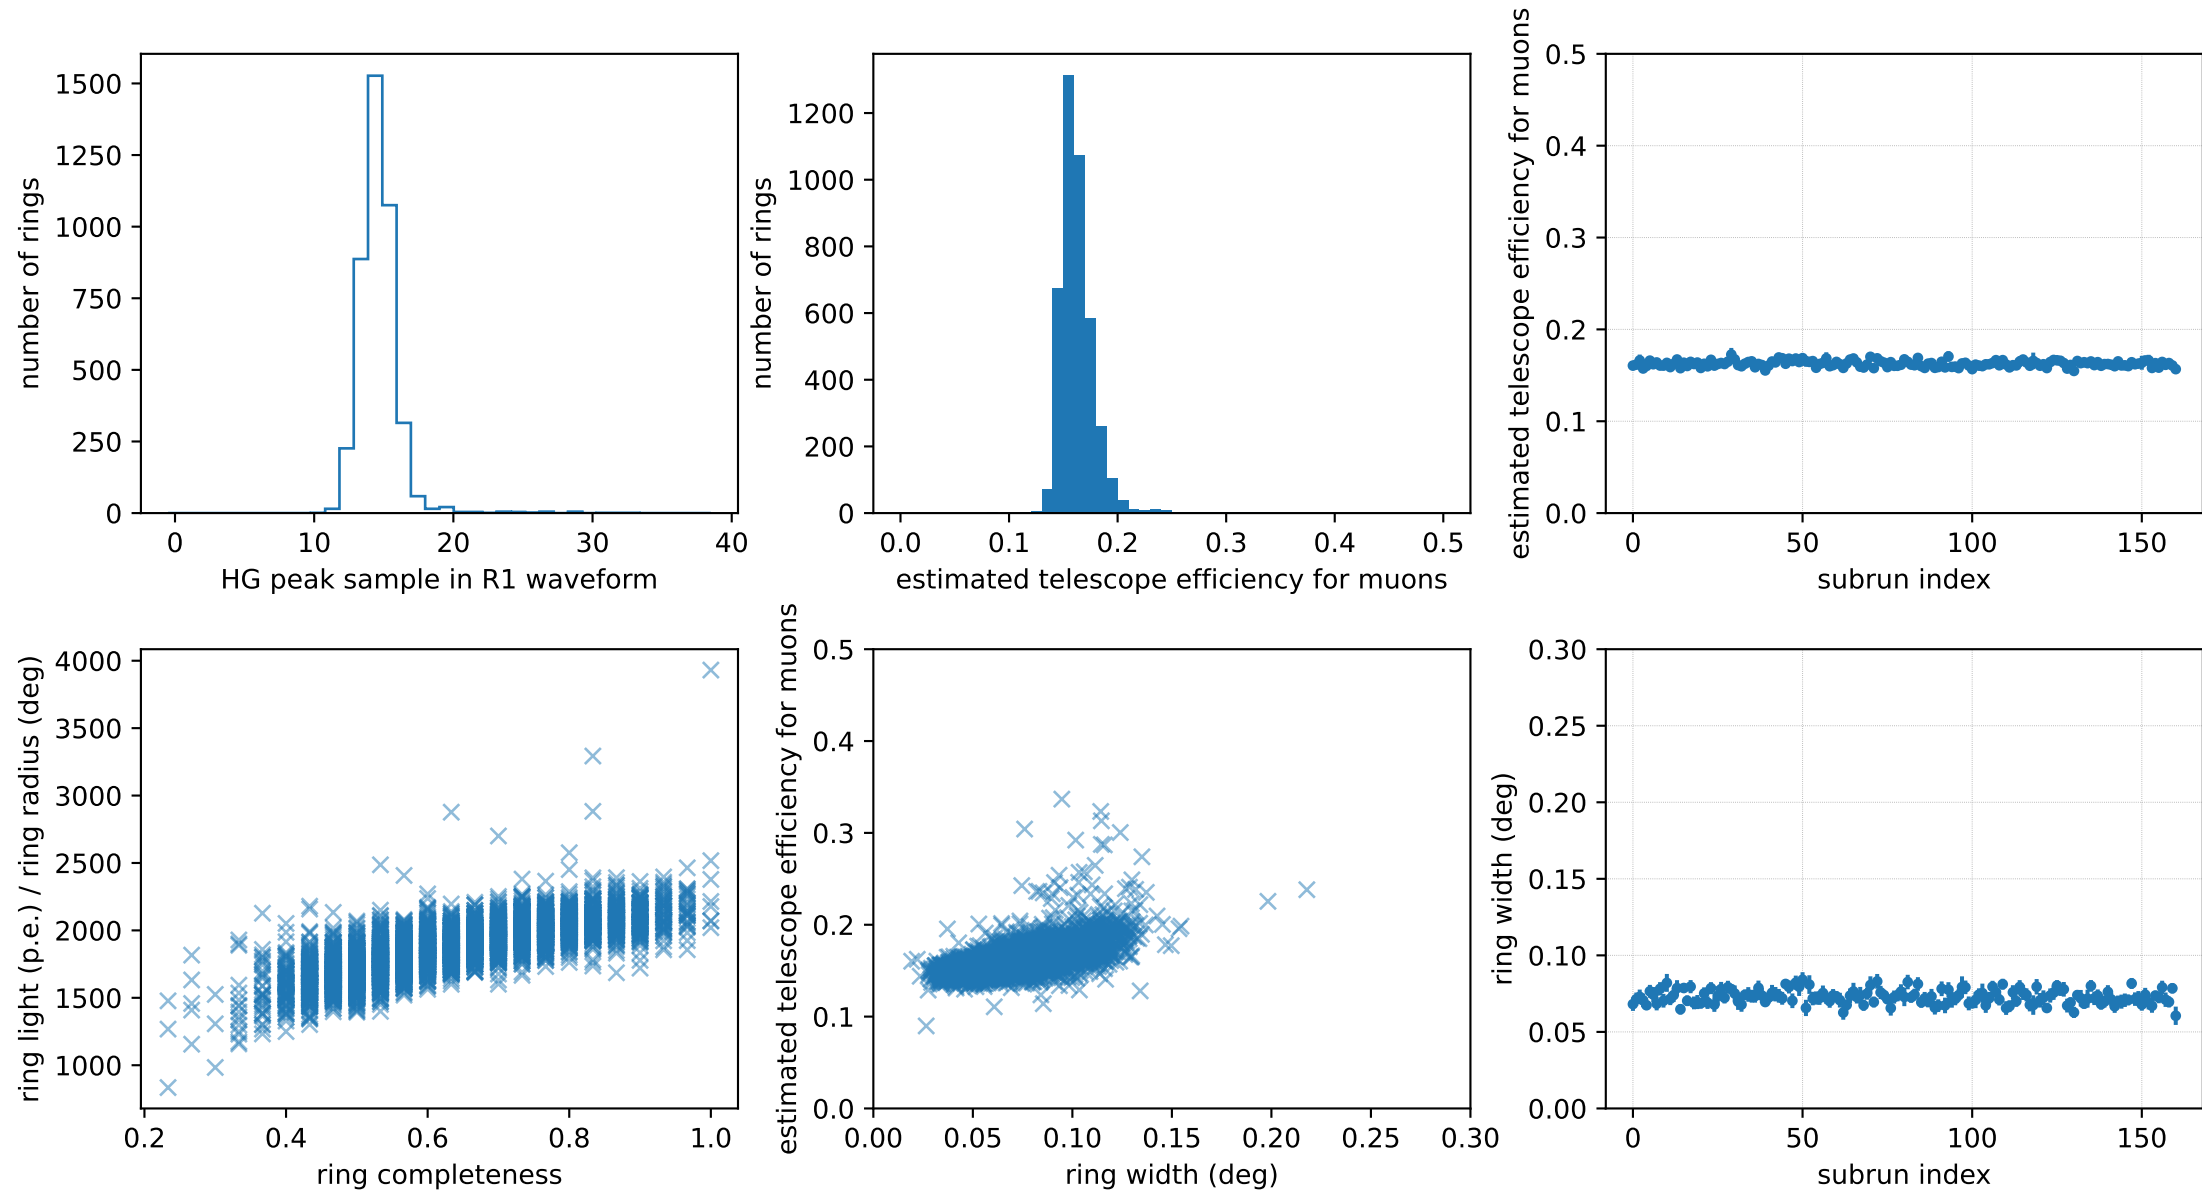 number of rings
1500
1250
1000
750
500
250
0
0 10 20 30 40
HG peak sample in R1 waveform
number of rings
1200
1000
800
600
400
200
0
0.0 0.1 0.2 0.3 0.4 0.5
estimated telescope efficiency for muons
estimated telescope efficiency for muons
0.5
0.4
0.3
0.2
0.1
0.0
0 50 100 150
subrun index
ring light (p.e.) / ring radius (deg)
4000
3500
3000
2500
2000
1500
1000
0.2 0.4 0.6 0.8 1.0
ring completeness
estimated telescope efficiency for muons
0.5
0.4
0.3
0.2
0.1
0.0
0.00 0.05 0.10 0.15 0.20 0.25 0.30
ring width (deg)
ring width (deg)
0.30
0.25
0.20
0.15
0.10
0.05
0.00
0 50 100 150
subrun index